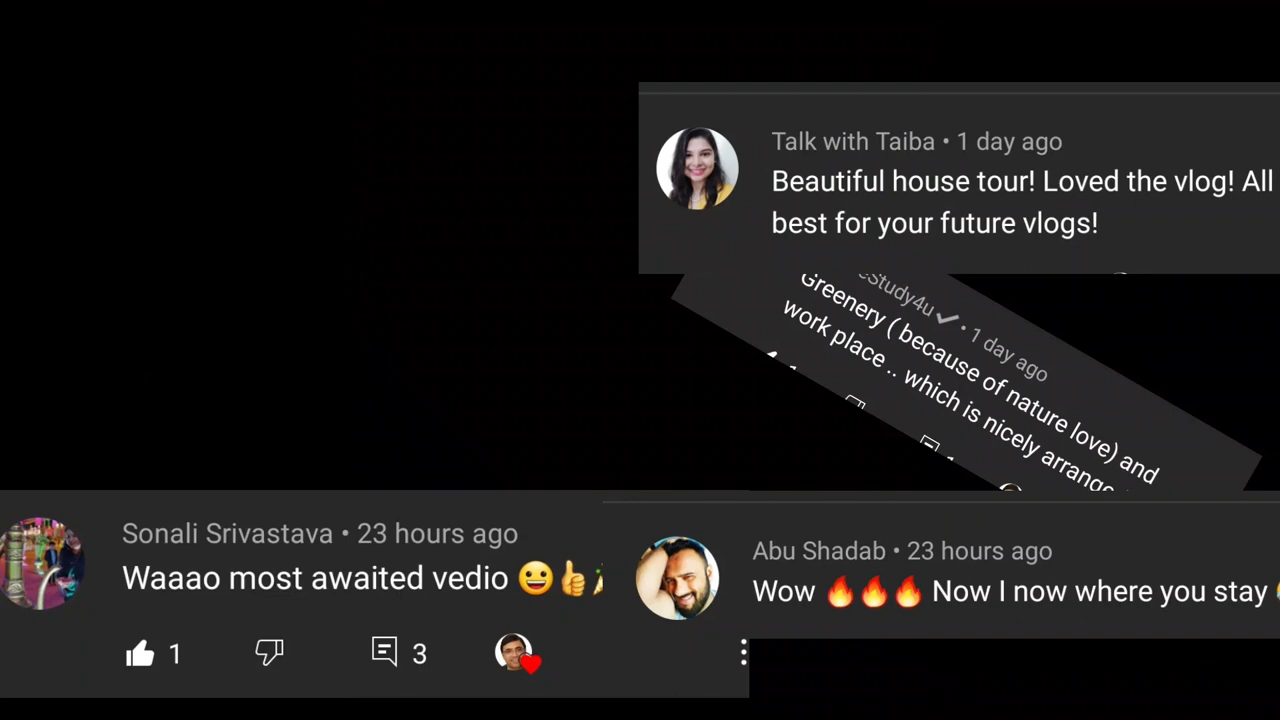 Talk with Taiba • 1 day ago
Beautiful house tour! Loved the vlog! All
best for your future vlogs!
eStudy4u • 1 day ago
Greenery ( because of nature love) and
work place .. which is nicely
Sonali Srivastava • 23 hours ago
Waaao most awaited vedio 😀👍
1 3
Abu Shadab • 23 hours ago
Wow 🔥🔥🔥 Now I now where you stay